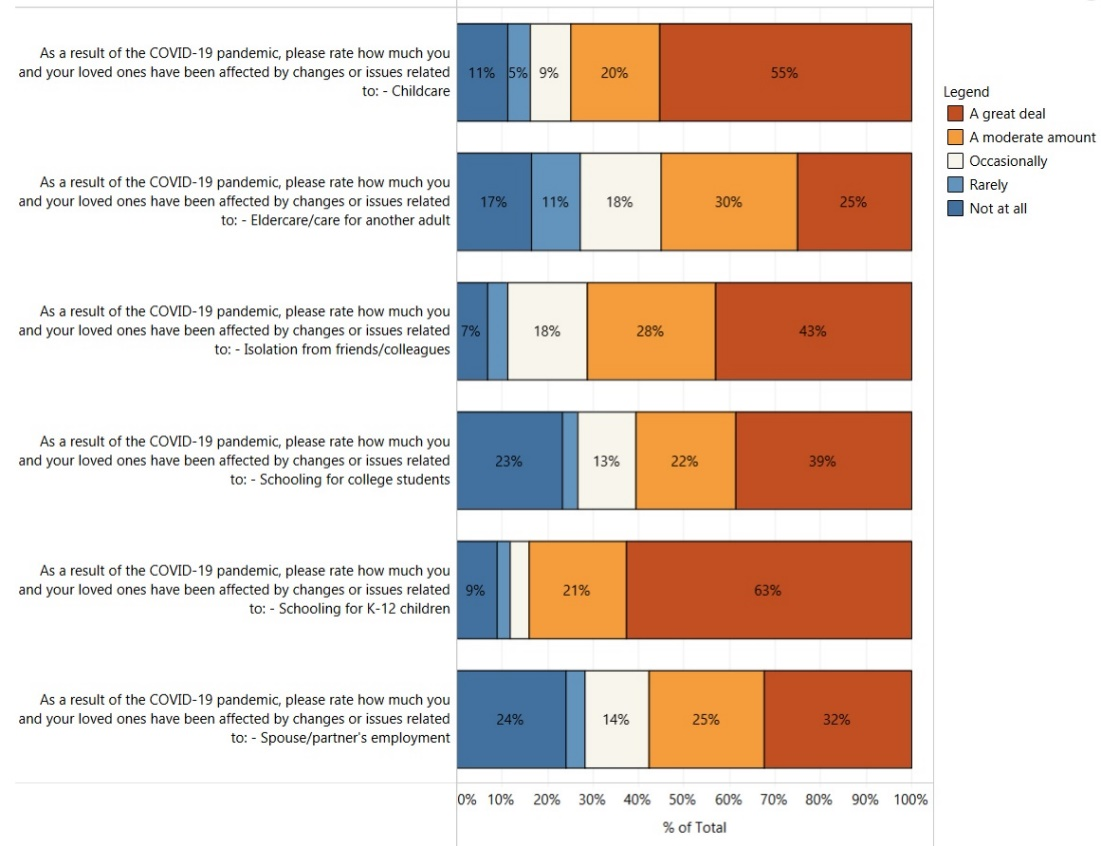 As a result of the COVID-19 pandemic, please rate how much you
and your loved ones have been affected by changes or issues related
to: - Childcare
11% 5% 9% 20% 55%
As a result of the COVID-19 pandemic, please rate how much you
and your loved ones have been affected by changes or issues related
to: - Eldercare/care for another adult
17% 11% 18% 30% 25%
As a result of the COVID-19 pandemic, please rate how much you
and your loved ones have been affected by changes or issues related
to: - Isolation from friends/colleagues
7% 18% 28% 43%
As a result of the COVID-19 pandemic, please rate how much you
and your loved ones have been affected by changes or issues related
to: - Schooling for college students
23% 13% 22% 39%
As a result of the COVID-19 pandemic, please rate how much you
and your loved ones have been affected by changes or issues related
to: - Schooling for K-12 children
9% 21% 63%
As a result of the COVID-19 pandemic, please rate how much you
and your loved ones have been affected by changes or issues related
to: - Spouse/partner's employment
24% 14% 25% 32%
0% 10% 20% 30% 40% 50% 60% 70% 80% 90% 100%
% of Total
Legend
A great deal
A moderate amount
Occasionally
Rarely
Not at all